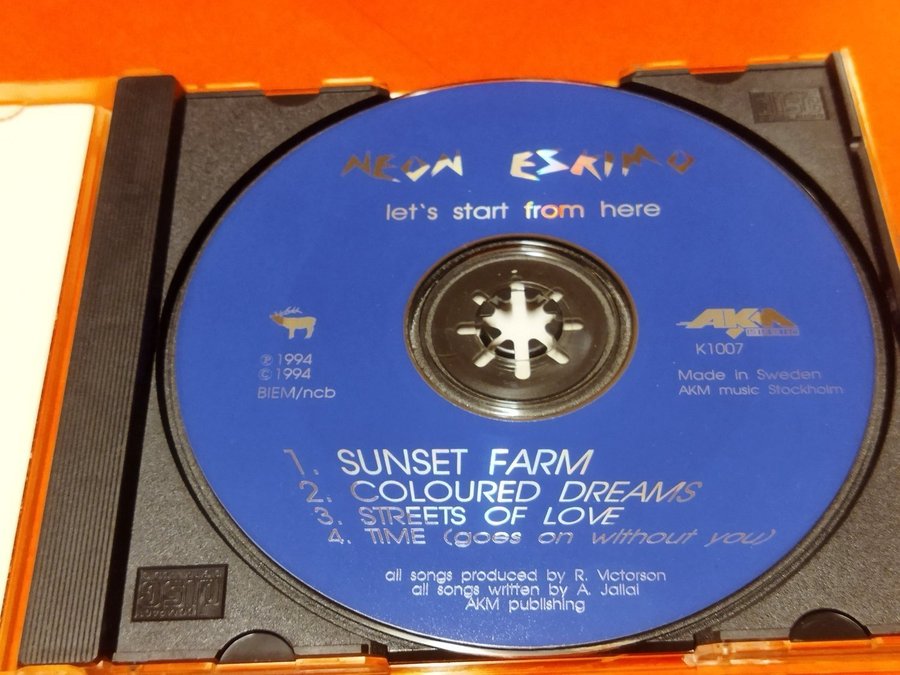 NEON ESKIMO
let's start from here
AKM
K1007
℗ 1994
© 1994
BIEM/ncb
Made in Sweden
AKM music Stockholm
1. SUNSET FARM
2. COLOURED DREAMS
3. STREETS OF LOVE
4. TIME (goes on without you)
all songs produced by R. Victorson
all songs written by A. Jallai
AKM publishing